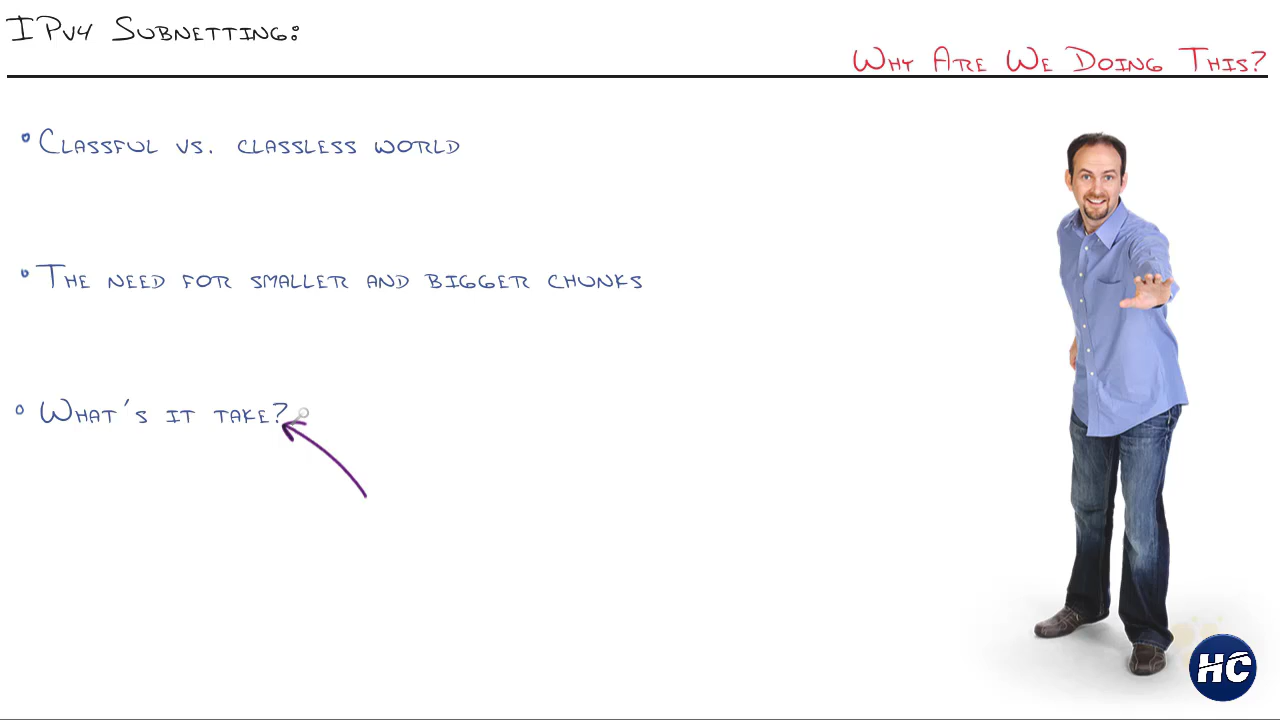 IPv4 Subnetting:
Why Are We Doing This?
• Classful vs. classless world
• The need for smaller and bigger chunks
• What's it take?
HC